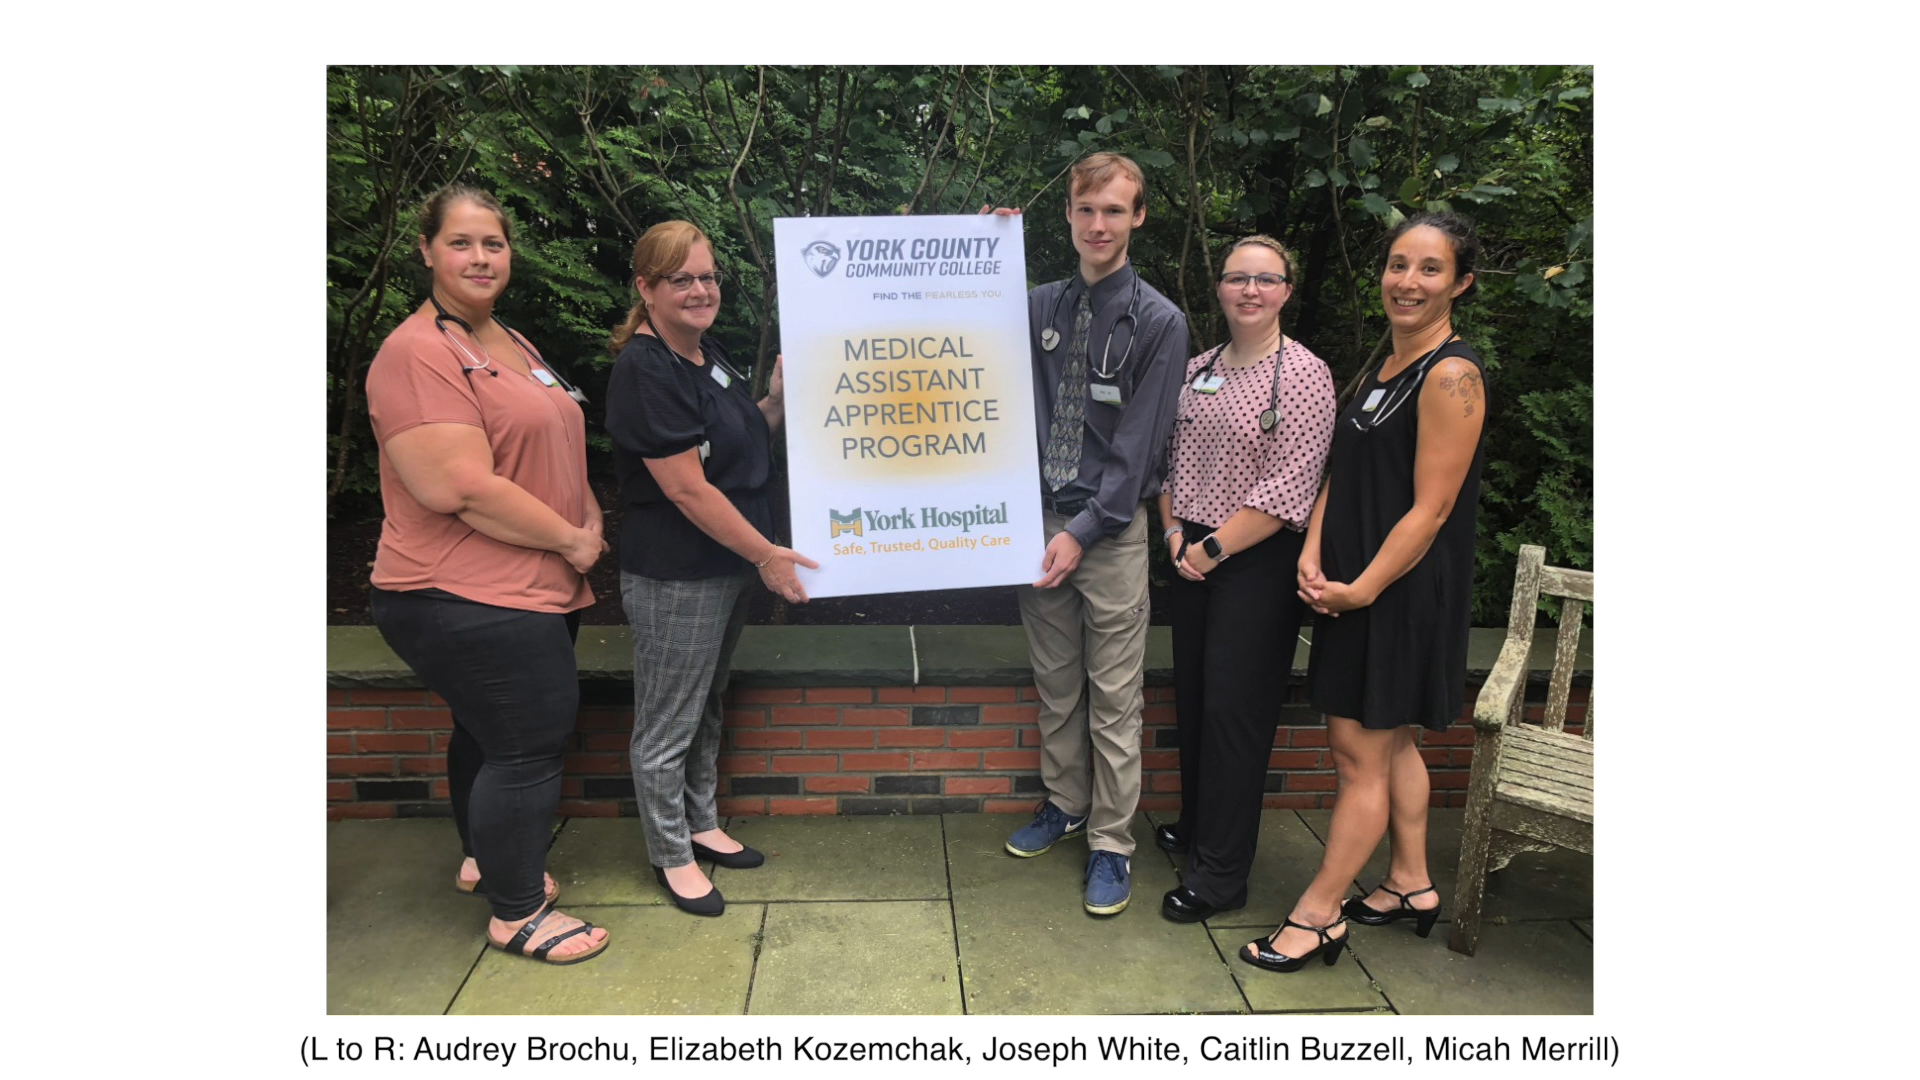 YORK COUNTY
COMMUNITY COLLEGE
FIND THE FEARLESS YOU
MEDICAL
ASSISTANT
APPRENTICE
PROGRAM
York Hospital
Safe, Trusted, Quality Care
(L to R: Audrey Brochu, Elizabeth Kozemchak, Joseph White, Caitlin Buzzell, Micah Merrill)